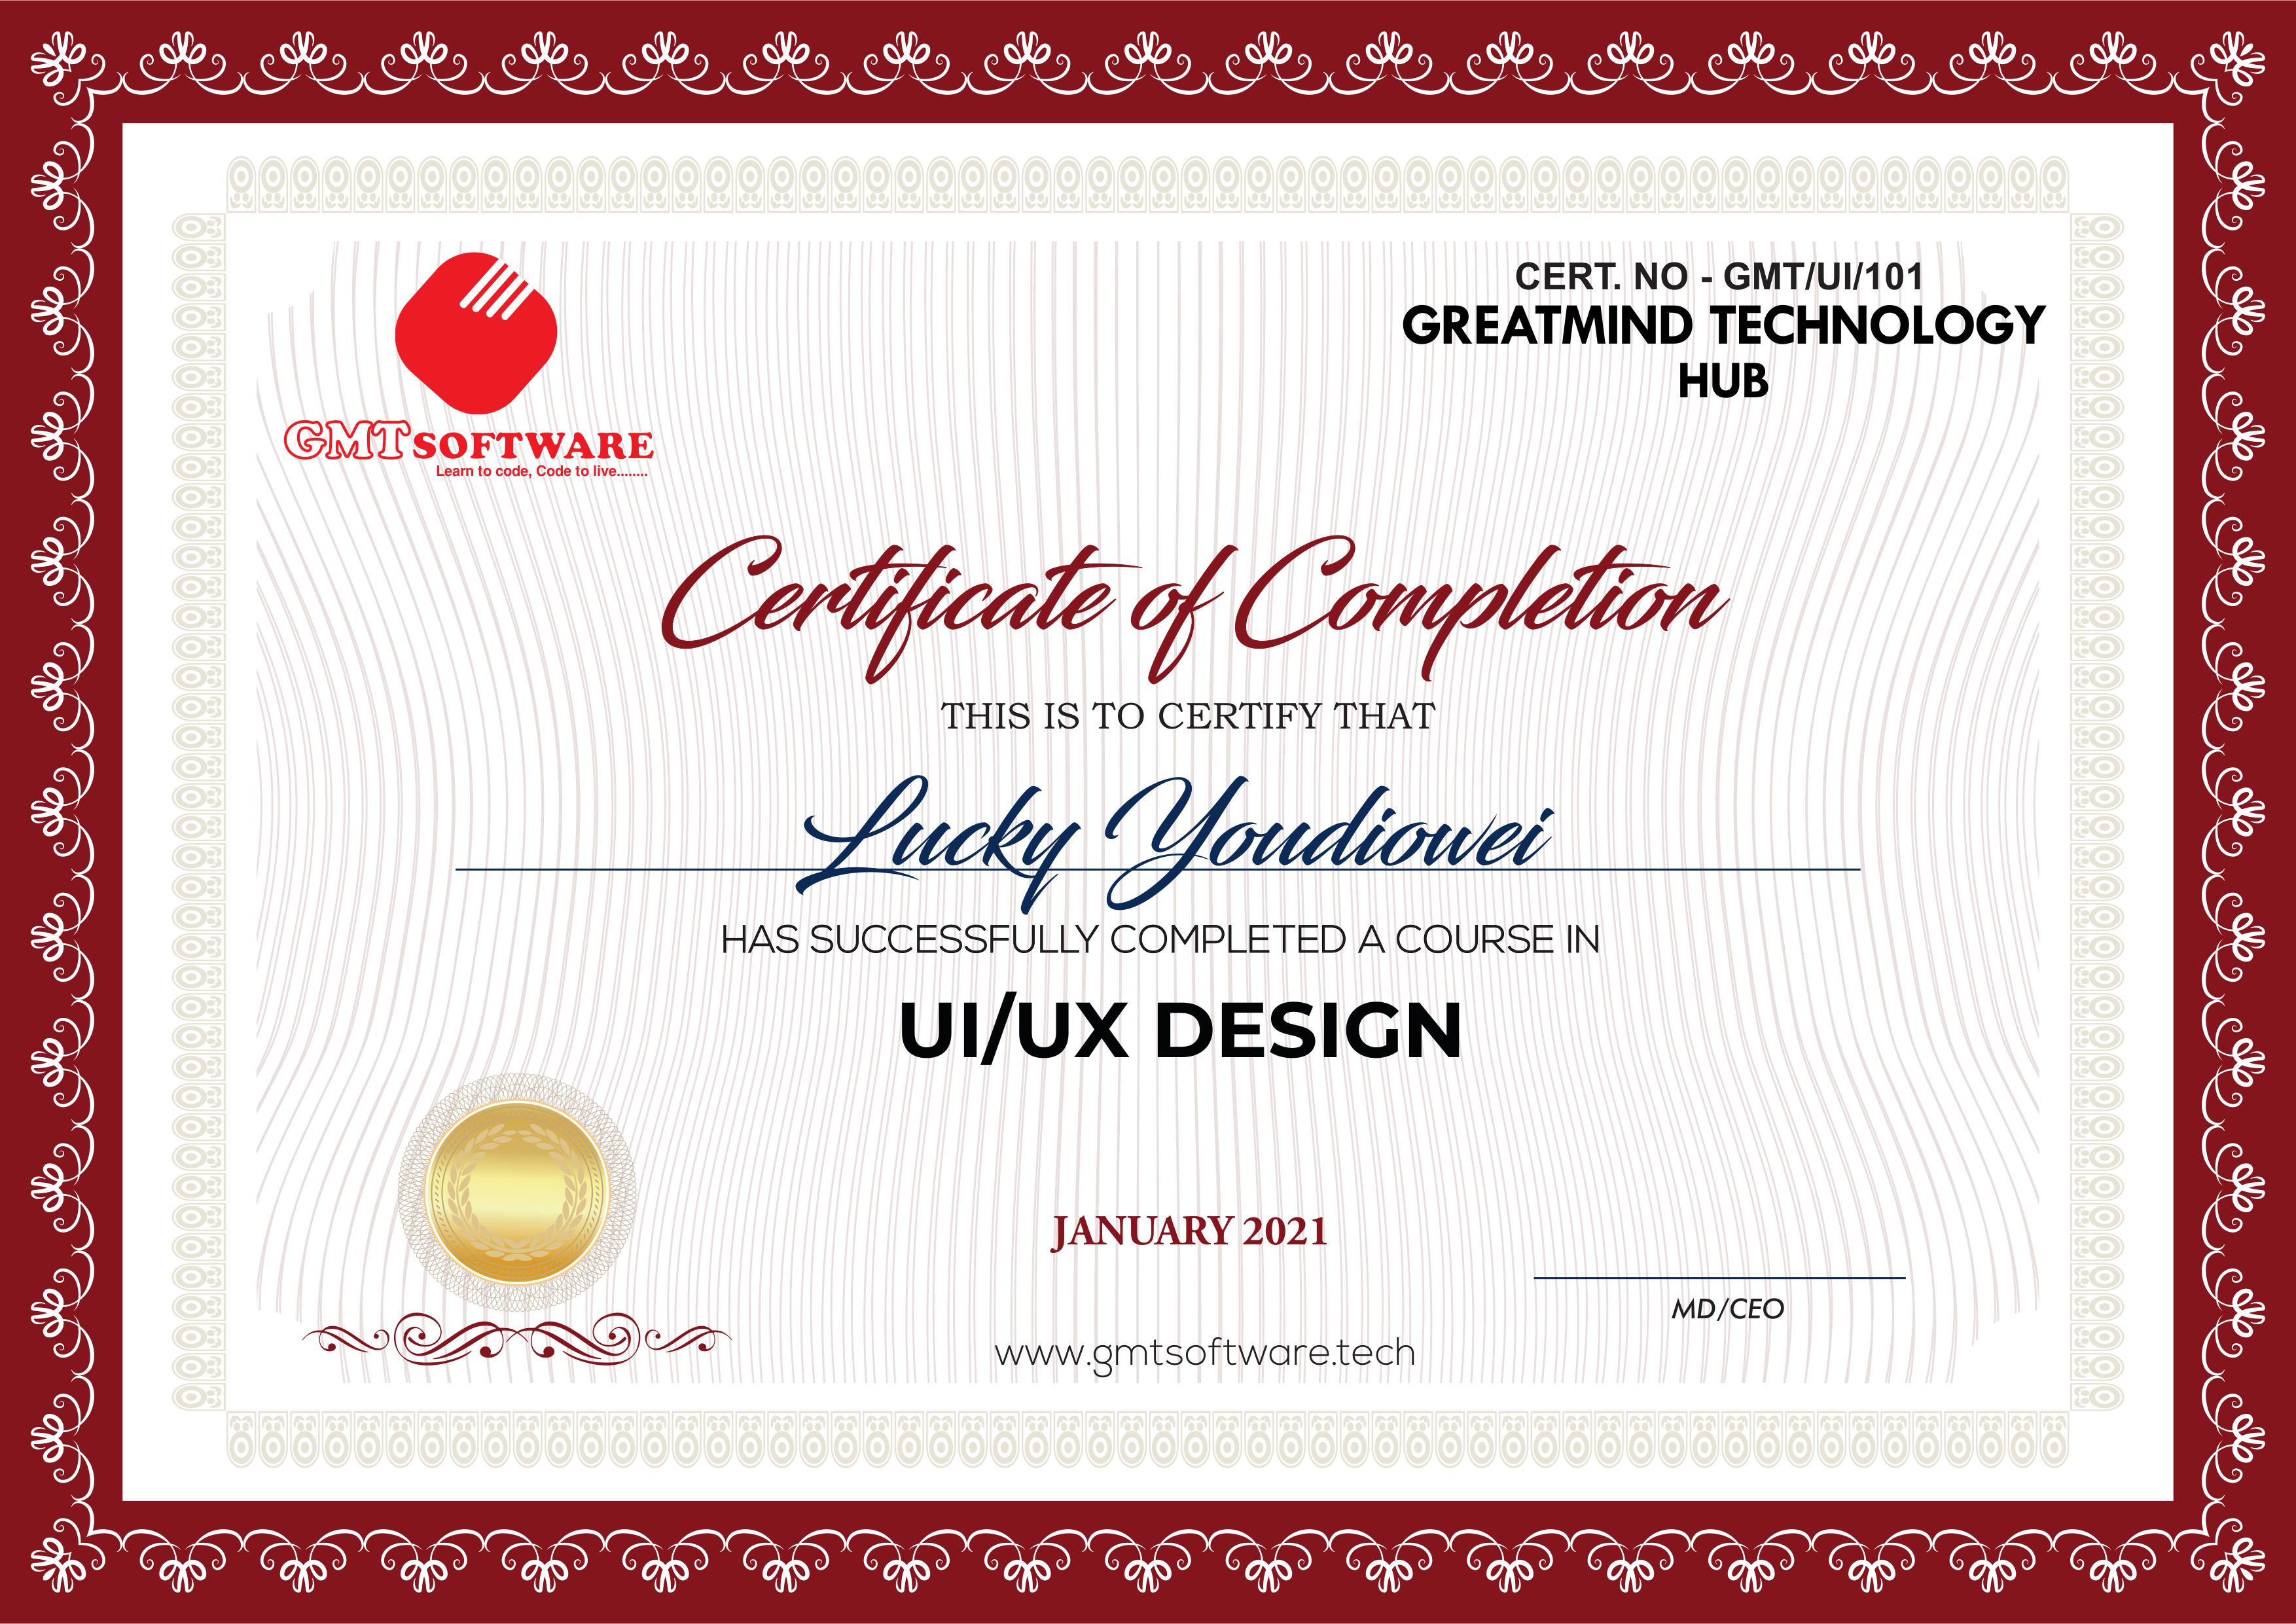 CERT. NO - GMT/UI/101
GREATMIND TECHNOLOGY
HUB
GMTSOFTWARE
Learn to code, Code to live........
Certificate of Completion
THIS IS TO CERTIFY THAT
Lucky Youdiowei
HAS SUCCESSFULLY COMPLETED A COURSE IN
UI/UX DESIGN
JANUARY 2021
MD/CEO
www.gmtsoftware.tech